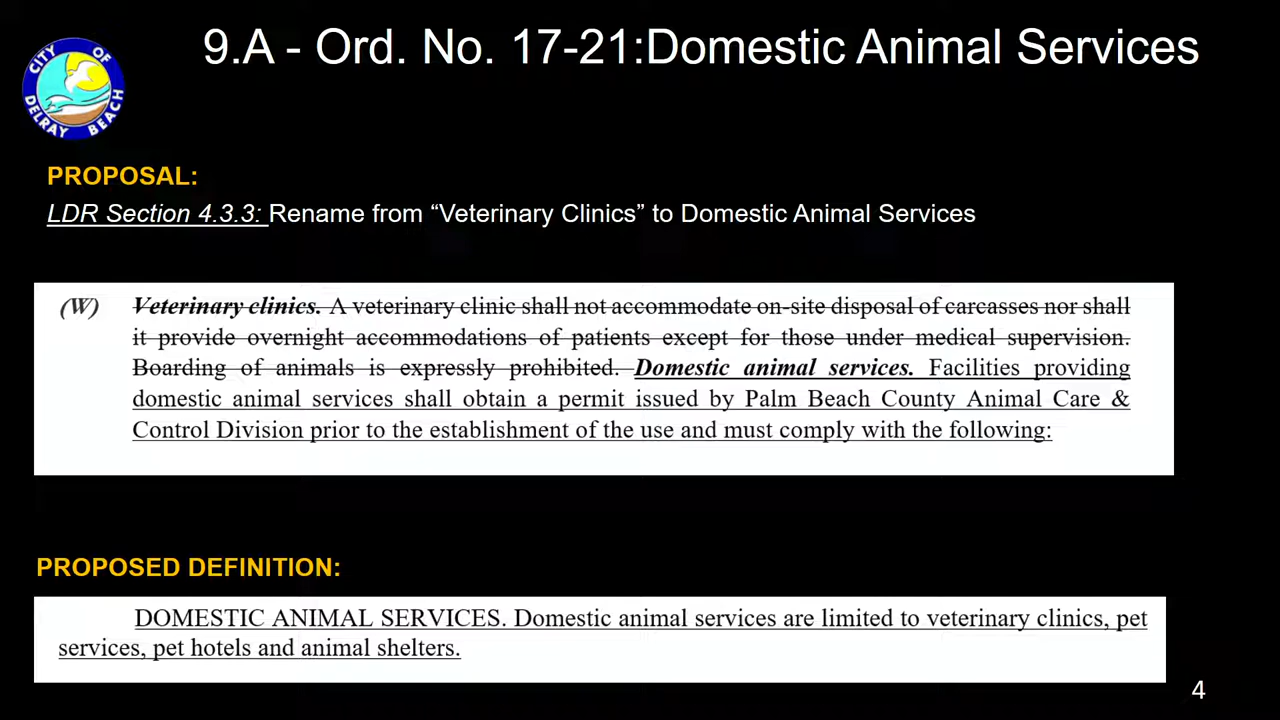 9.A - Ord. No. 17-21:Domestic Animal Services
CITY OF
DELRAY BEACH
PROPOSAL:
LDR Section 4.3.3: Rename from “Veterinary Clinics” to Domestic Animal Services
(W) Veterinary clinics. A veterinary clinic shall not accommodate on-site disposal of carcasses nor shall
it provide overnight accommodations of patients except for those under medical supervision.
Boarding of animals is expressly prohibited. Domestic animal services. Facilities providing
domestic animal services shall obtain a permit issued by Palm Beach County Animal Care &
Control Division prior to the establishment of the use and must comply with the following:
PROPOSED DEFINITION:
DOMESTIC ANIMAL SERVICES. Domestic animal services are limited to veterinary clinics, pet
services, pet hotels and animal shelters.
4